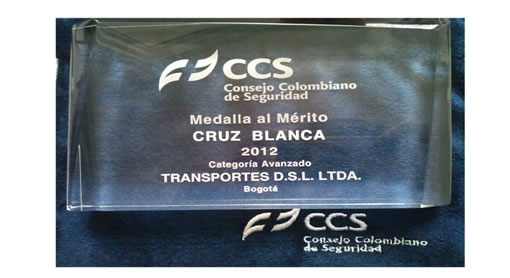 CCS
Consejo Colombiano
de Seguridad
Medalla al Mérito
CRUZ BLANCA
2012
Categoría Avanzado
TRANSPORTES D.S.L. LTDA.
Bogotá
CCS
Consejo Colombiano
de Seguridad